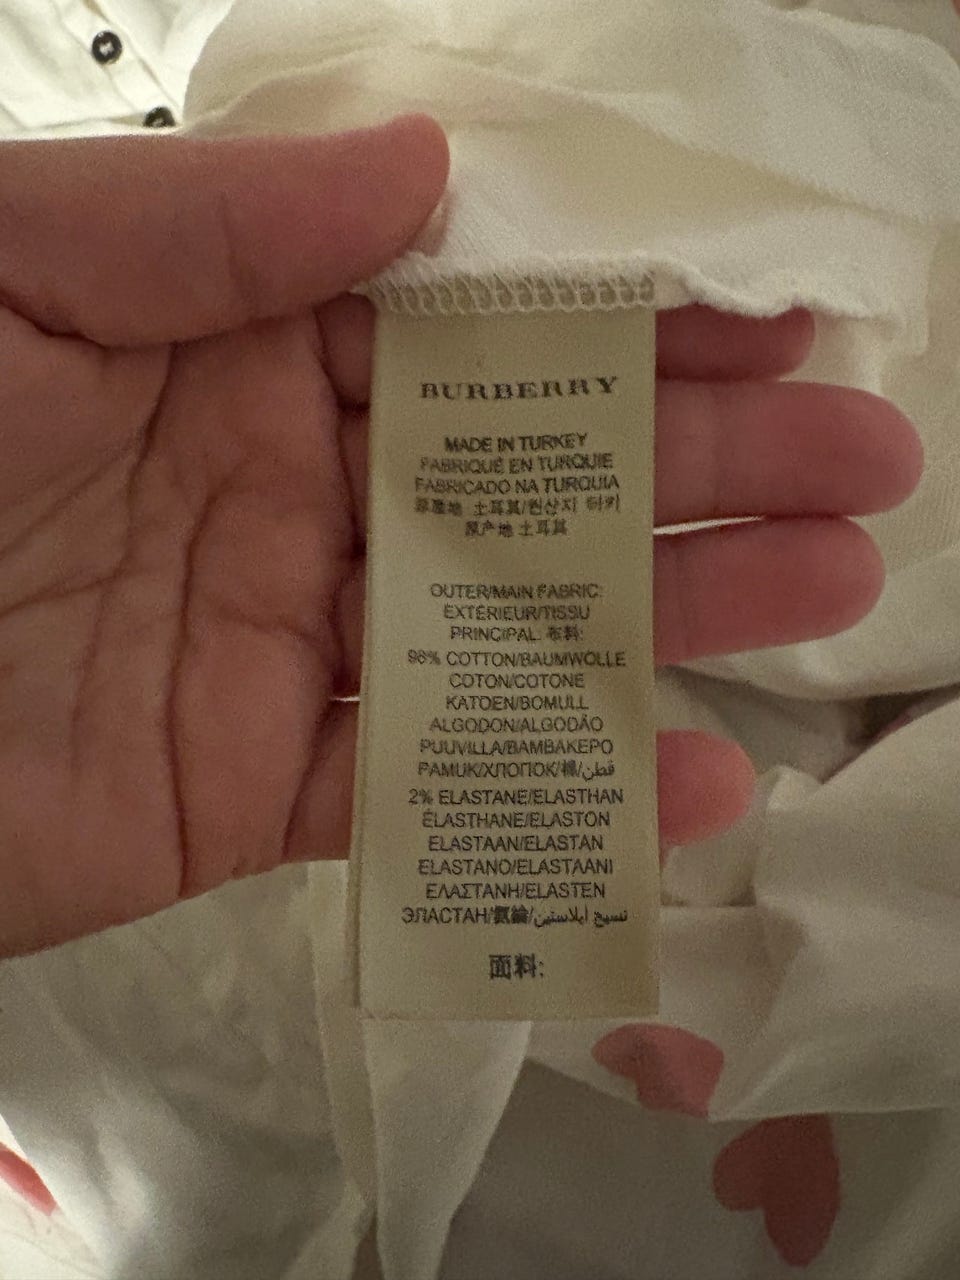 BURBERRY
MADE IN TURKEY
FABRIQUÉ EN TURQUIE
FABRICADO NA TURQUIA
原產地 土耳其/원산지 터키
原产地 土耳其
OUTER/MAIN FABRIC:
EXTÉRIEUR/TISSU
PRINCIPAL: 布料:
98% COTTON/BAUMWOLLE
COTON/COTONE
KATOEN/BOMULL
ALGODON/ALGODÃO
PUUVILLA/ΒΑΜΒΑΚΕΡΟ
PAMUK/ХЛОПОК/棉/قطن
2% ELASTANE/ELASTHAN
ÉLASTHANE/ELASTON
ELASTAAN/ELASTAN
ELASTANO/ELASTAANI
ΕΛΑΣΤΑΝΗ/ELASTEN
ЭЛАСТАН/氨綸/نسيج ايلاستين
面料: